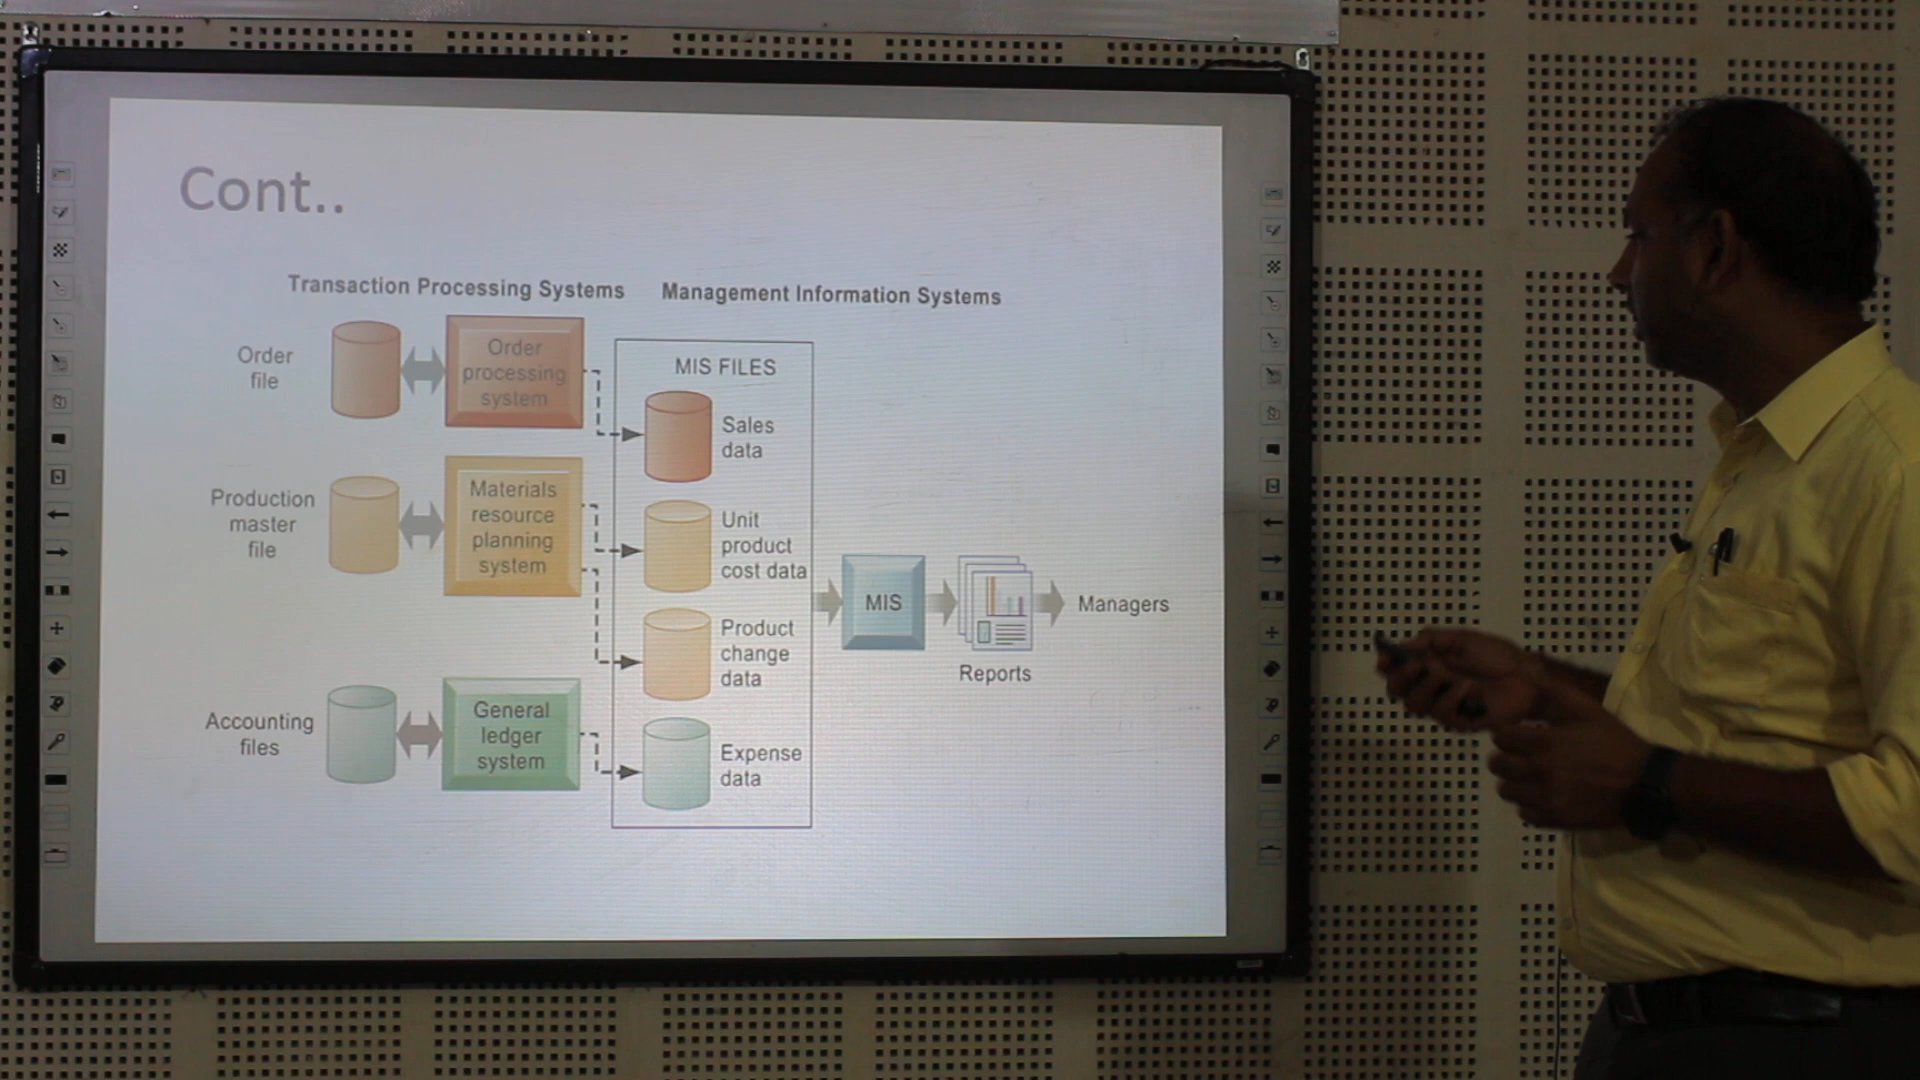 Cont..
Transaction Processing Systems
Management Information Systems
Order
file
Order
processing
system
MIS FILES
Sales
data
Production
master
file
Materials
resource
planning
system
Unit
product
cost data
Product
change
data
MIS
Reports
Managers
Accounting
files
General
ledger
system
Expense
data